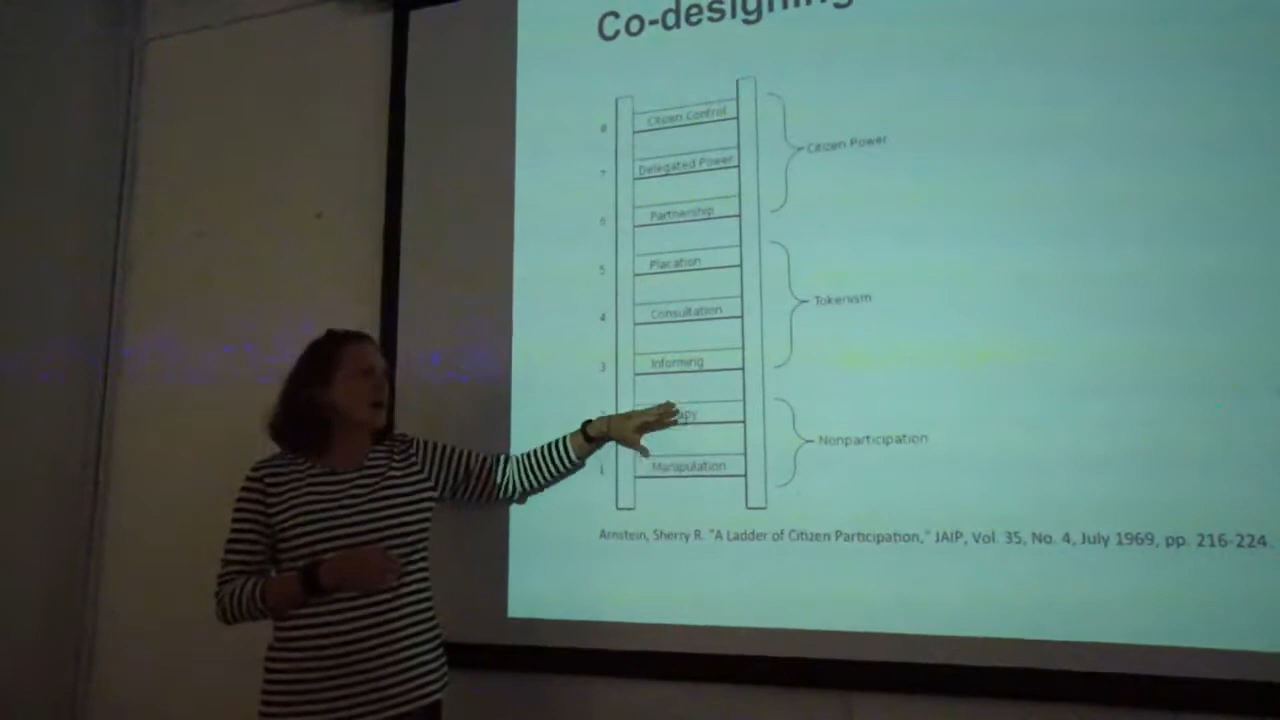 Co-designing
8 Citizen Control
Citizen Power
7 Delegated Power
6 Partnership
5 Placation
Tokenism
4 Consultation
3 Informing
2 apy
Nonparticipation
1 Manipulation
Arnstein, Sherry R. "A Ladder of Citizen Participation," JAIP, Vol. 35, No. 4, July 1969, pp. 216-224.